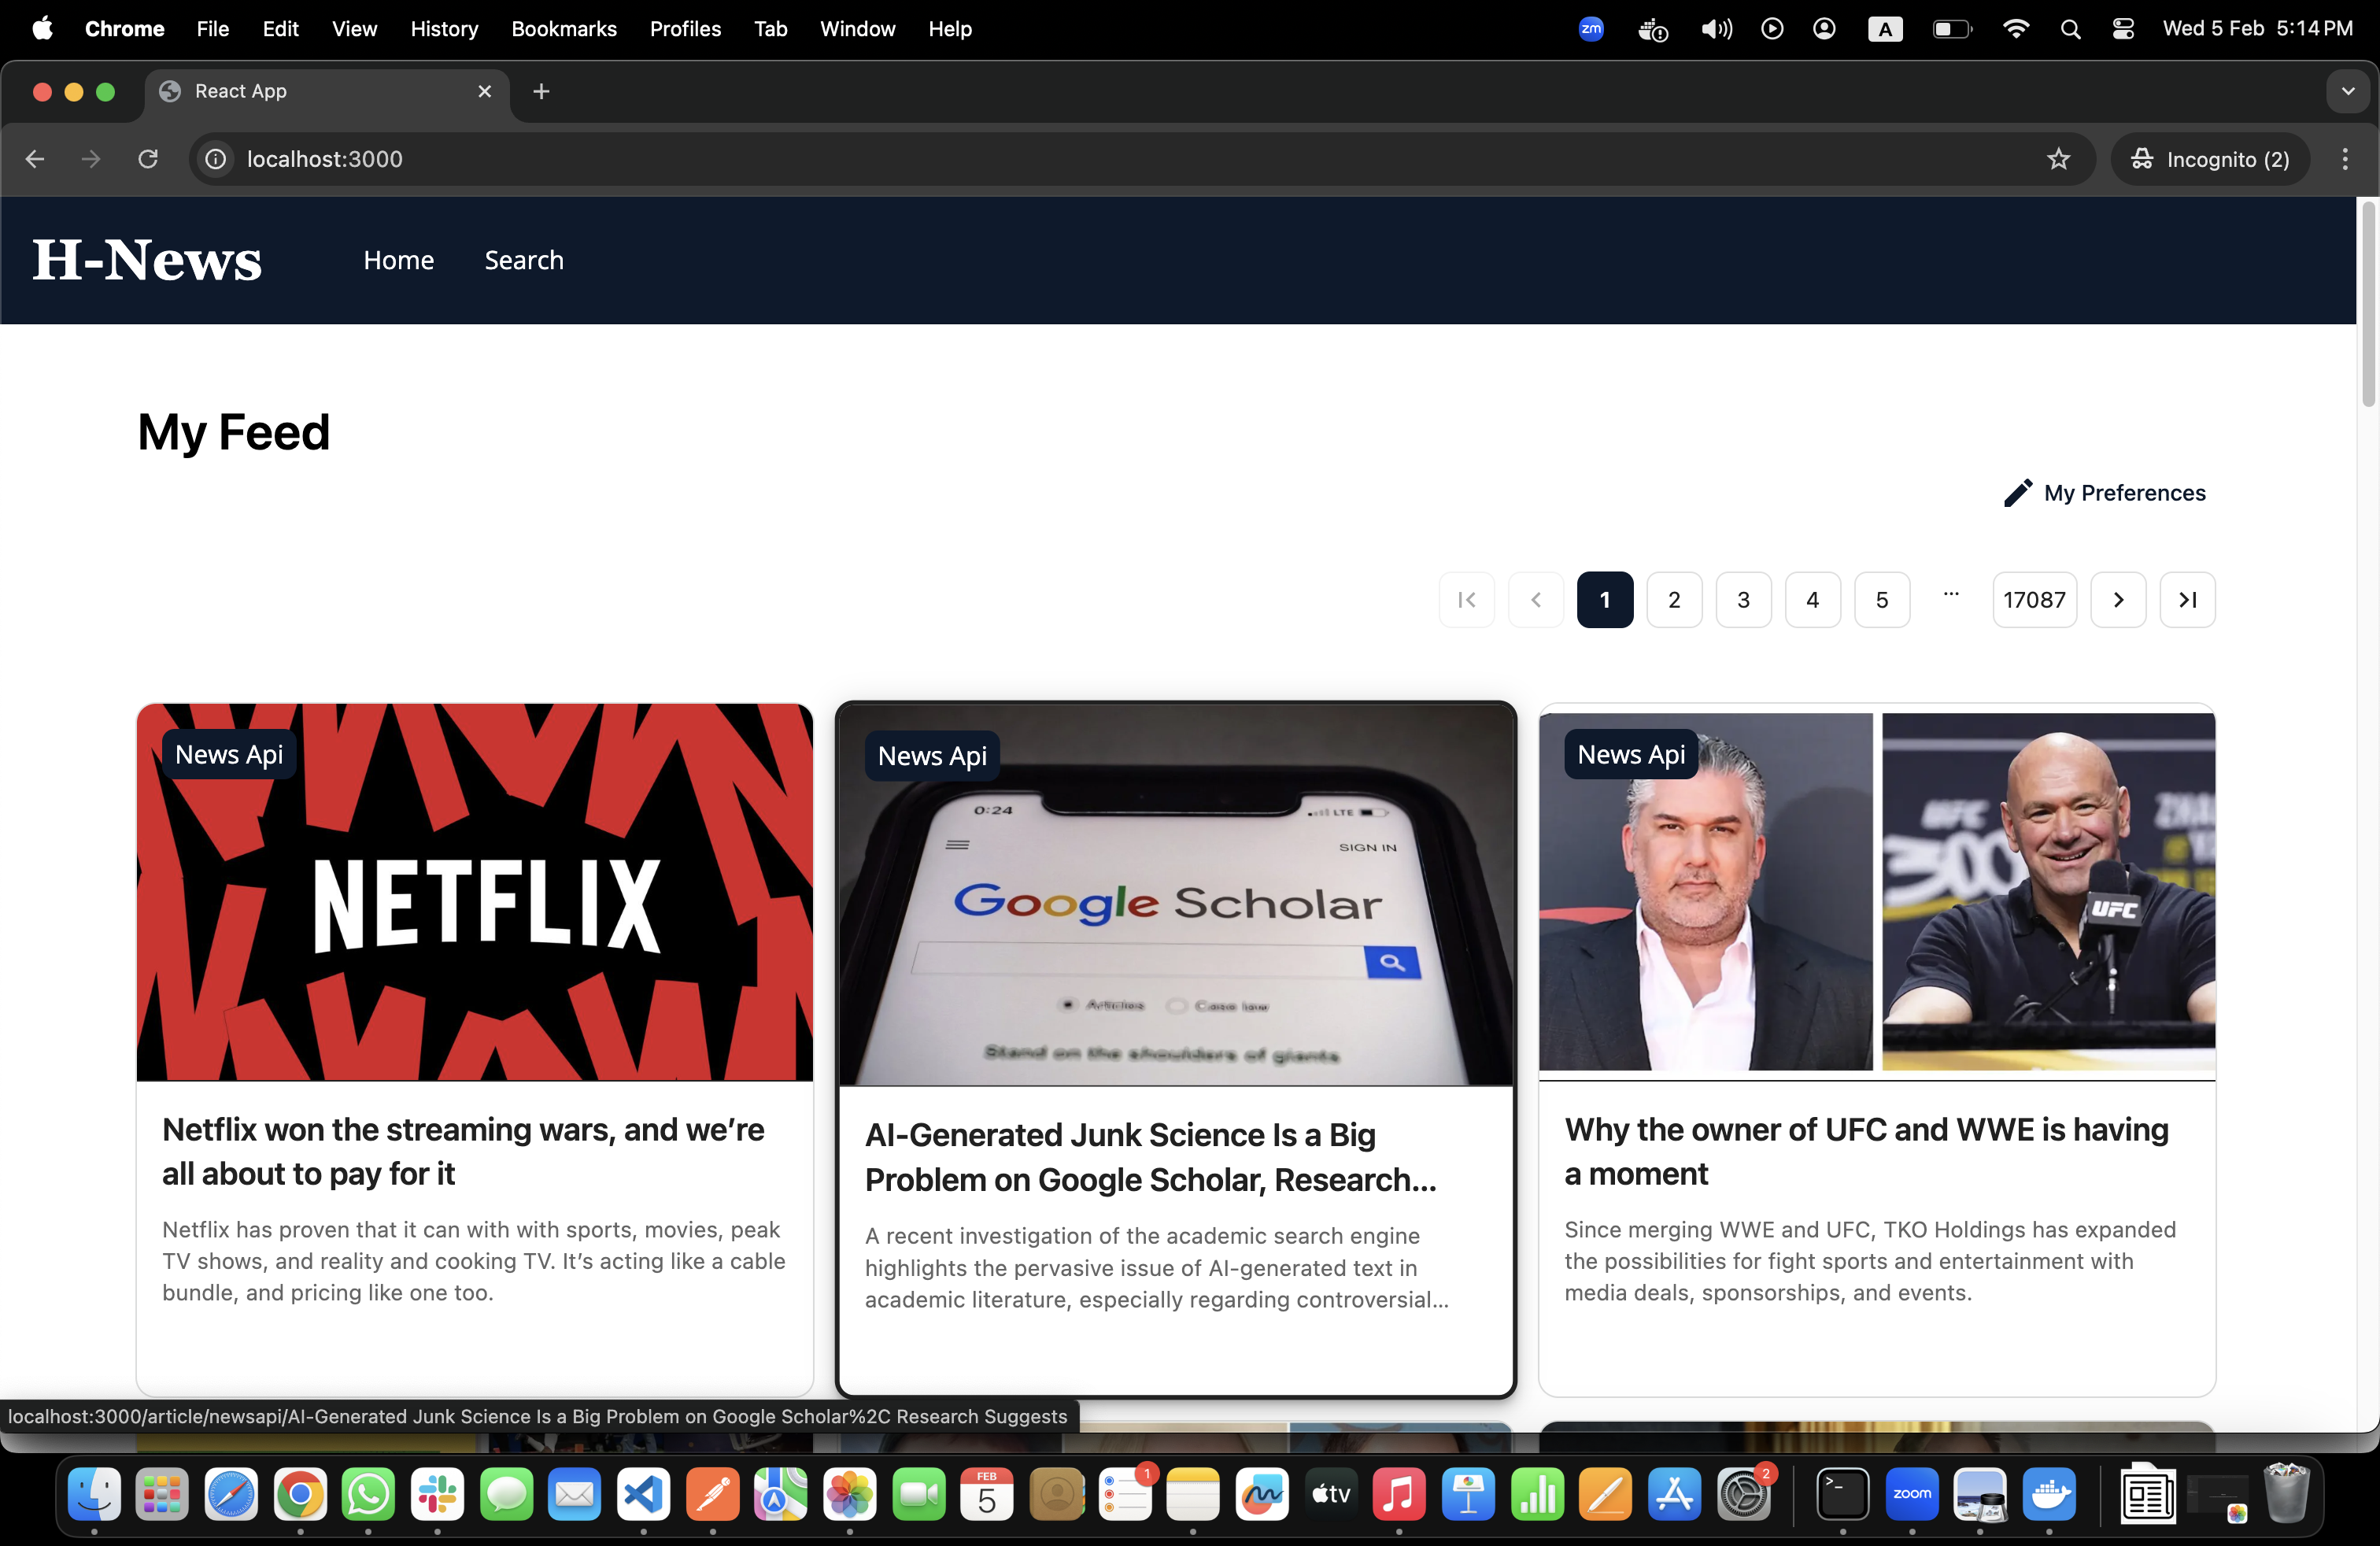 Chrome File Edit View History Bookmarks Profiles Tab Window Help zm A Wed 5 Feb 5:14 PM
React App
localhost:3000 Incognito (2)
H-News Home Search
My Feed
My Preferences
1 2 3 4 5 ... 17087
News Api
NETFLIX
Netflix won the streaming wars, and we're
all about to pay for it
Netflix has proven that it can with with sports, movies, peak
TV shows, and reality and cooking TV. It's acting like a cable
bundle, and pricing like one too.
News Api
0:24 LTE
SIGN IN
Google Scholar
Articles Case law
Stand on the shoulders of giants
AI-Generated Junk Science Is a Big
Problem on Google Scholar, Research...
A recent investigation of the academic search engine
highlights the pervasive issue of AI-generated text in
academic literature, especially regarding controversial...
News Api
UFC
300
UFC
Why the owner of UFC and WWE is having
a moment
Since merging WWE and UFC, TKO Holdings has expanded
the possibilities for fight sports and entertainment with
media deals, sponsorships, and events.
localhost:3000/article/newsapi/AI-Generated Junk Science Is a Big Problem on Google Scholar%2C Research Suggests
FEB
5
1
tv
2
zoom